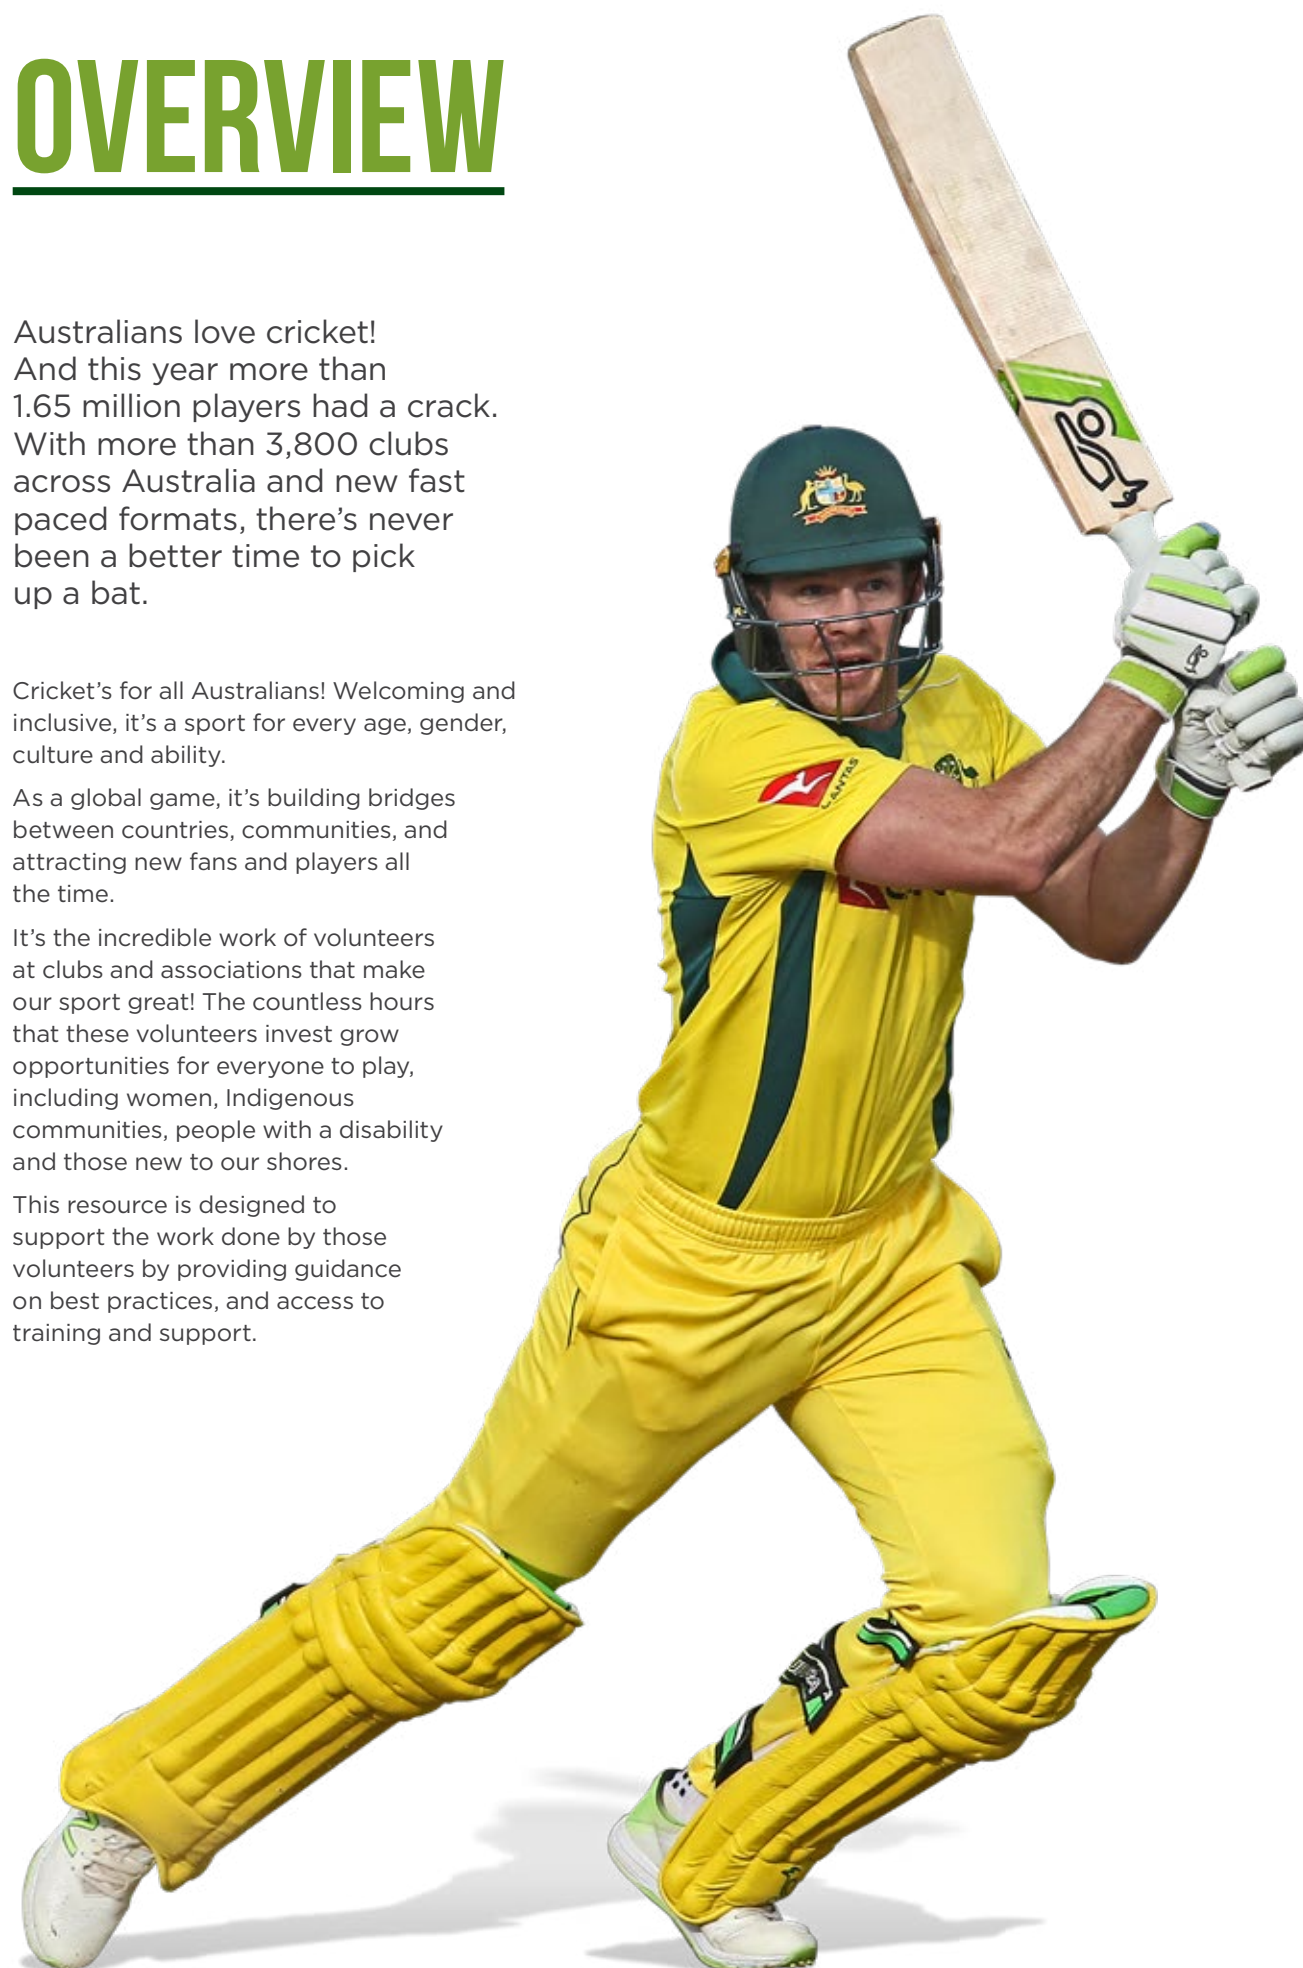 OVERVIEW
Australians love cricket!
And this year more than
1.65 million players had a crack.
With more than 3,800 clubs
across Australia and new fast
paced formats, there's never
been a better time to pick
up a bat.
Cricket's for all Australians! Welcoming and
inclusive, it's a sport for every age, gender,
culture and ability.
As a global game, it's building bridges
between countries, communities, and
attracting new fans and players all
the time.
It's the incredible work of volunteers
at clubs and associations that make
our sport great! The countless hours
that these volunteers invest grow
opportunities for everyone to play,
including women, Indigenous
communities, people with a disability
and those new to our shores.
This resource is designed to
support the work done by those
volunteers by providing guidance
on best practices, and access to
training and support.
QANTAS